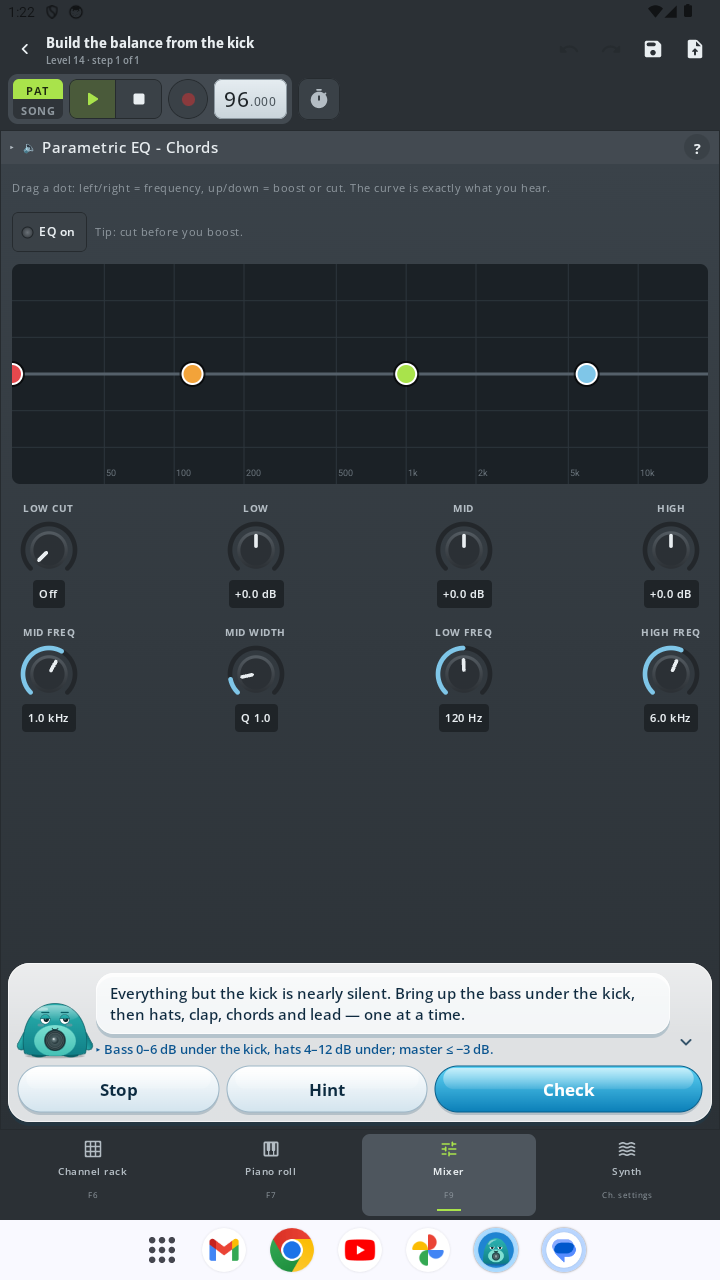 1:22
Build the balance from the kick
Level 14 · step 1 of 1
PAT
SONG
96.000
Parametric EQ - Chords
?
Drag a dot: left/right = frequency, up/down = boost or cut. The curve is exactly what you hear.
EQ on
Tip: cut before you boost.
50 100 200 500 1k 2k 5k 10k
LOW CUT LOW MID HIGH
Off +0.0 dB +0.0 dB +0.0 dB
MID FREQ MID WIDTH LOW FREQ HIGH FREQ
1.0 kHz Q 1.0 120 Hz 6.0 kHz
Everything but the kick is nearly silent. Bring up the bass under the kick,
then hats, clap, chords and lead — one at a time.
Bass 0–6 dB under the kick, hats 4–12 dB under; master ≤ −3 dB.
Stop Hint Check
Channel rack Piano roll Mixer Synth
F6 F7 F9 Ch. settings